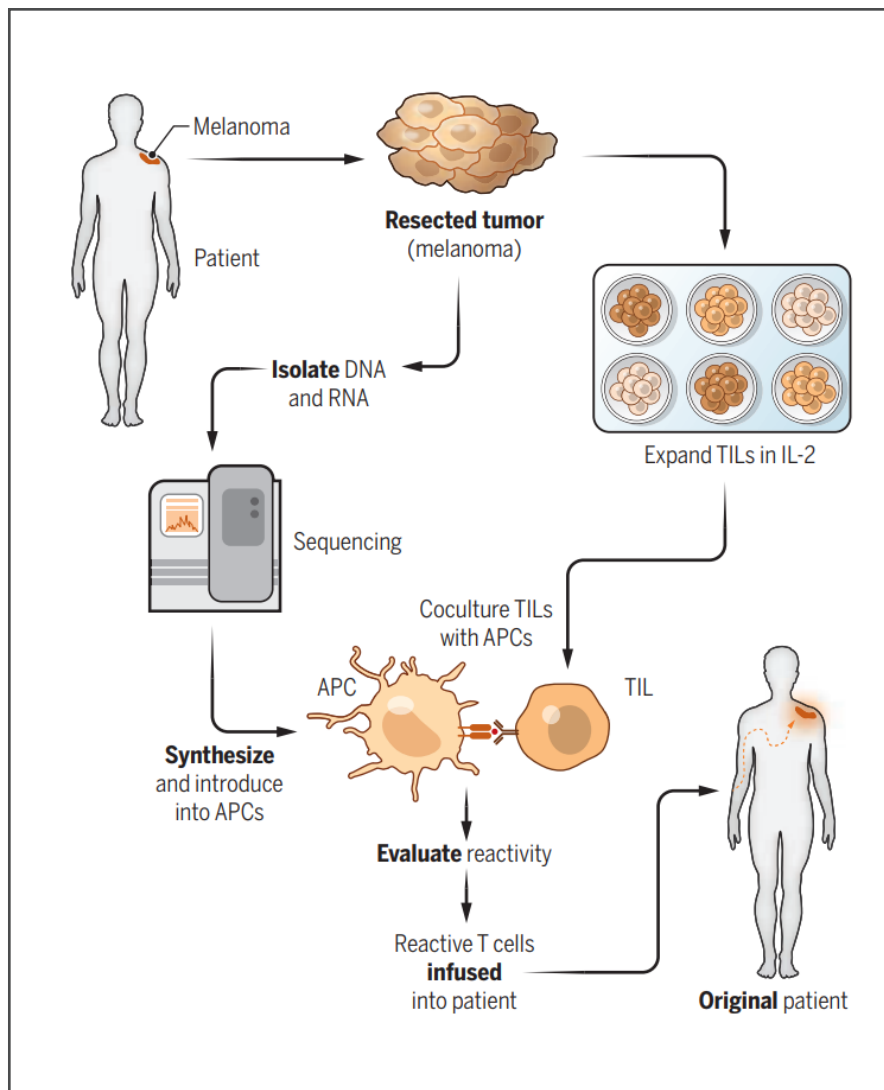 Melanoma
Patient
Resected tumor
(melanoma)
Isolate DNA
and RNA
Expand TILs in IL-2
Sequencing
Coculture TILs
with APCs
APC
TIL
Synthesize
and introduce
into APCs
Evaluate reactivity
Reactive T cells
infused
into patient
Original patient